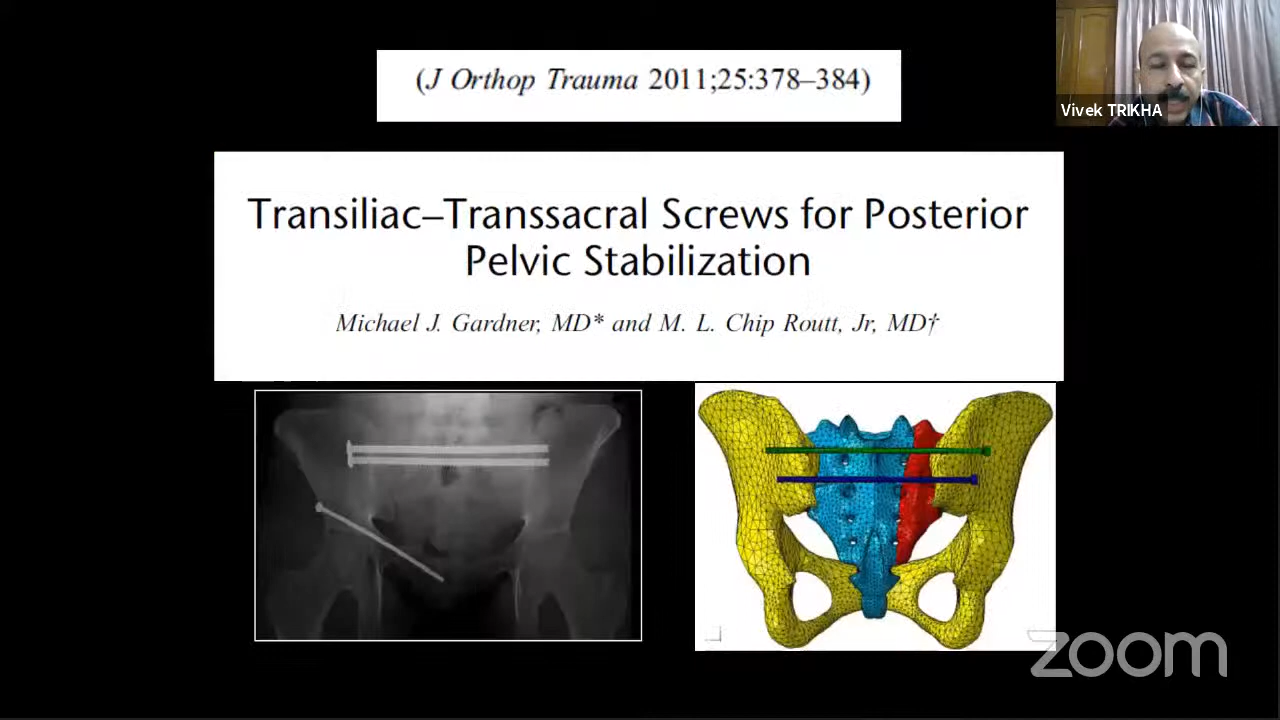 (J Orthop Trauma 2011;25:378–384)
Vivek TRIKHA
Transiliac–Transsacral Screws for Posterior
Pelvic Stabilization
Michael J. Gardner, MD* and M. L. Chip Routt, Jr, MD†
zoom